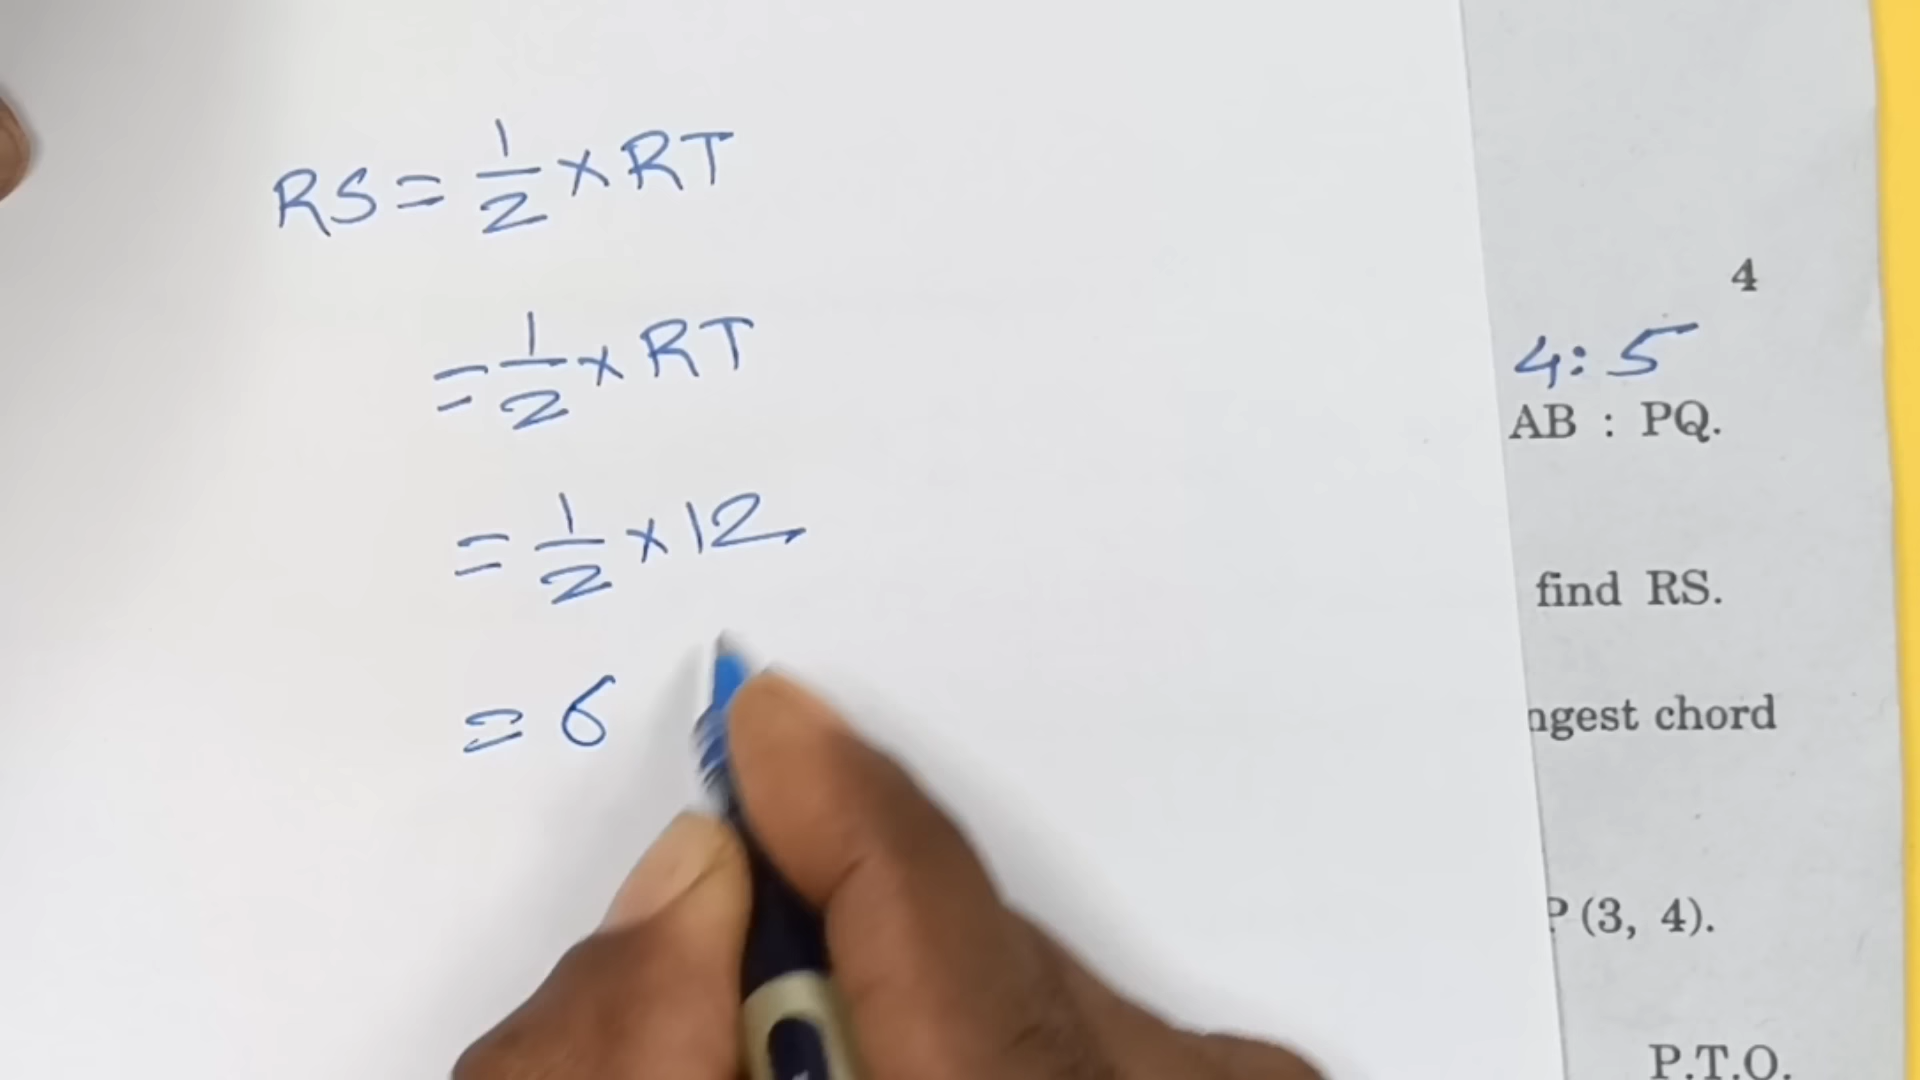 RS = 1/2 × RT
= 1/2 × RT
= 1/2 × 12
= 6
4
4:5
AB : PQ.
find RS.
chord
P (3, 4).
P.T.O.